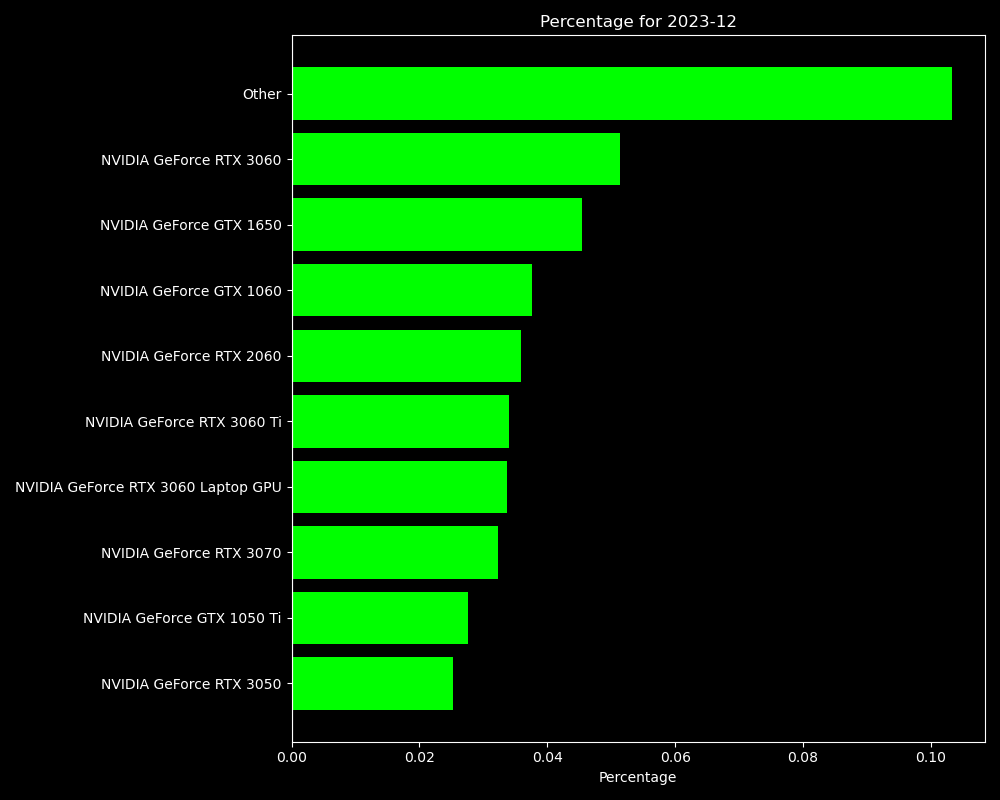 Percentage for 2023-12
Other
NVIDIA GeForce RTX 3060
NVIDIA GeForce GTX 1650
NVIDIA GeForce GTX 1060
NVIDIA GeForce RTX 2060
NVIDIA GeForce RTX 3060 Ti
NVIDIA GeForce RTX 3060 Laptop GPU
NVIDIA GeForce RTX 3070
NVIDIA GeForce GTX 1050 Ti
NVIDIA GeForce RTX 3050
0.00 0.02 0.04 0.06 0.08 0.10
Percentage